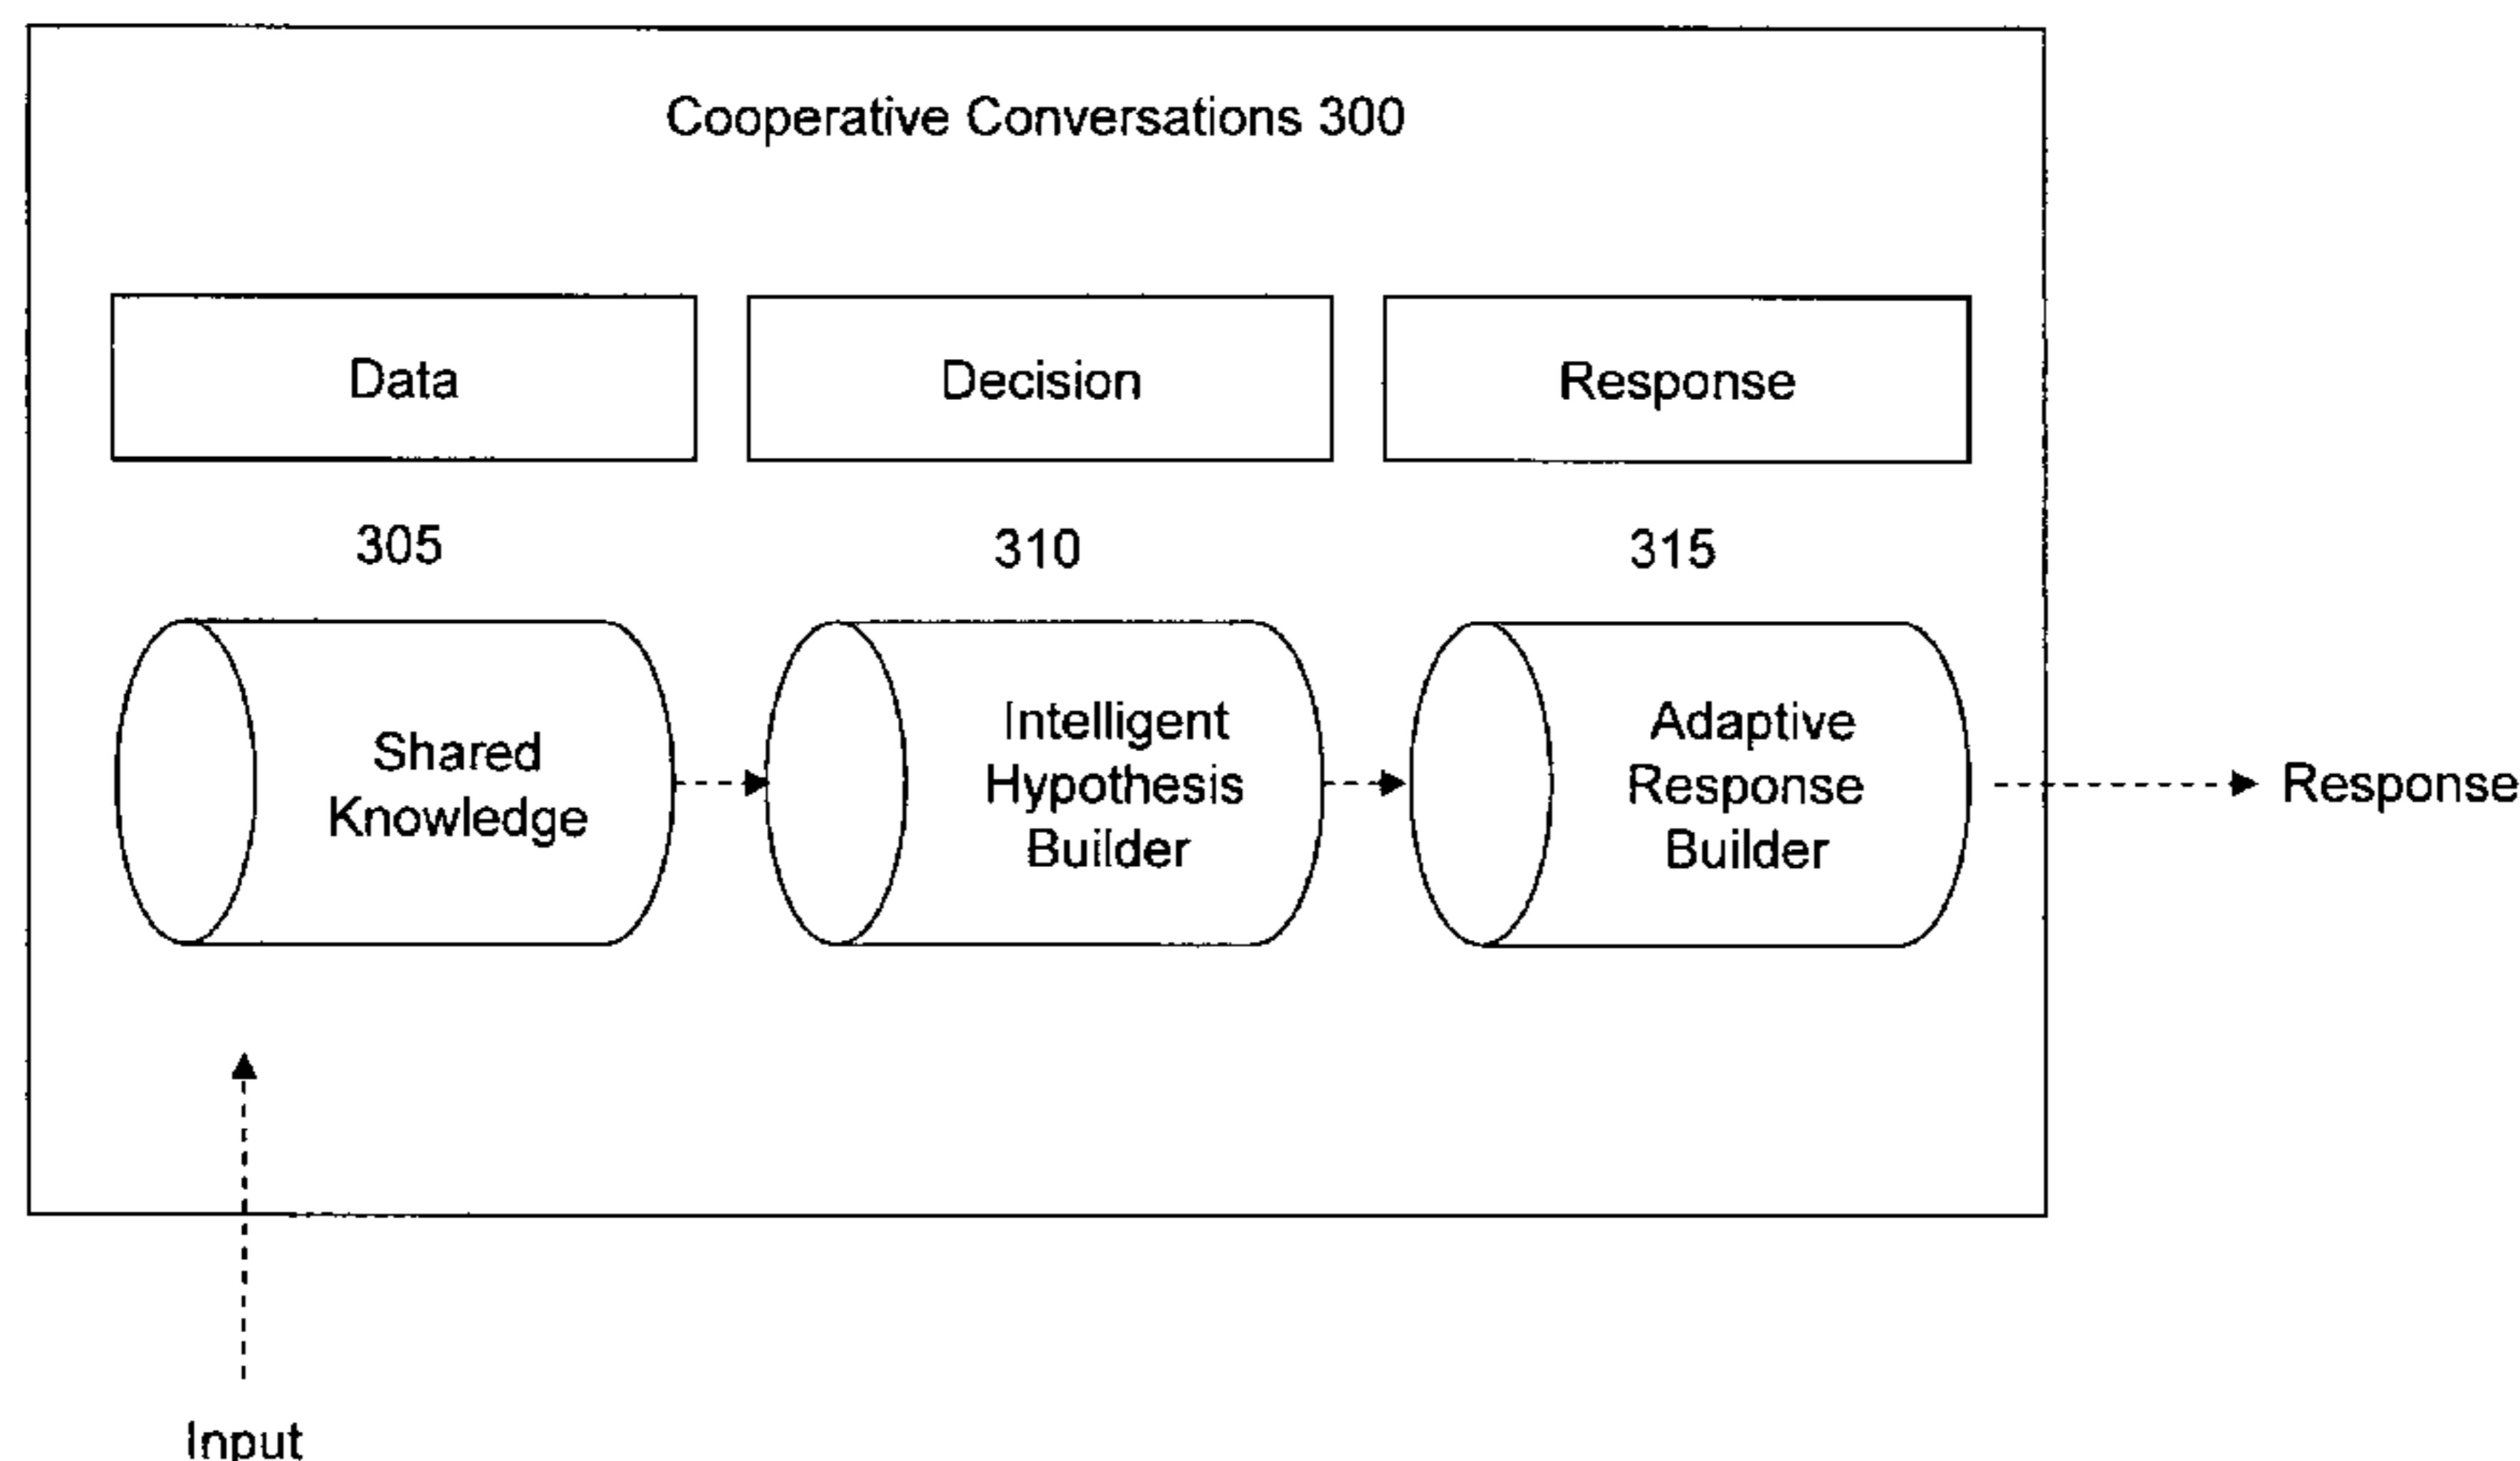 Cooperative Conversations 300
Data
Decision
Response
305
310
315
Shared
Knowledge
Intelligent
Hypothesis
Builder
Adaptive
Response
Builder
Response
Input